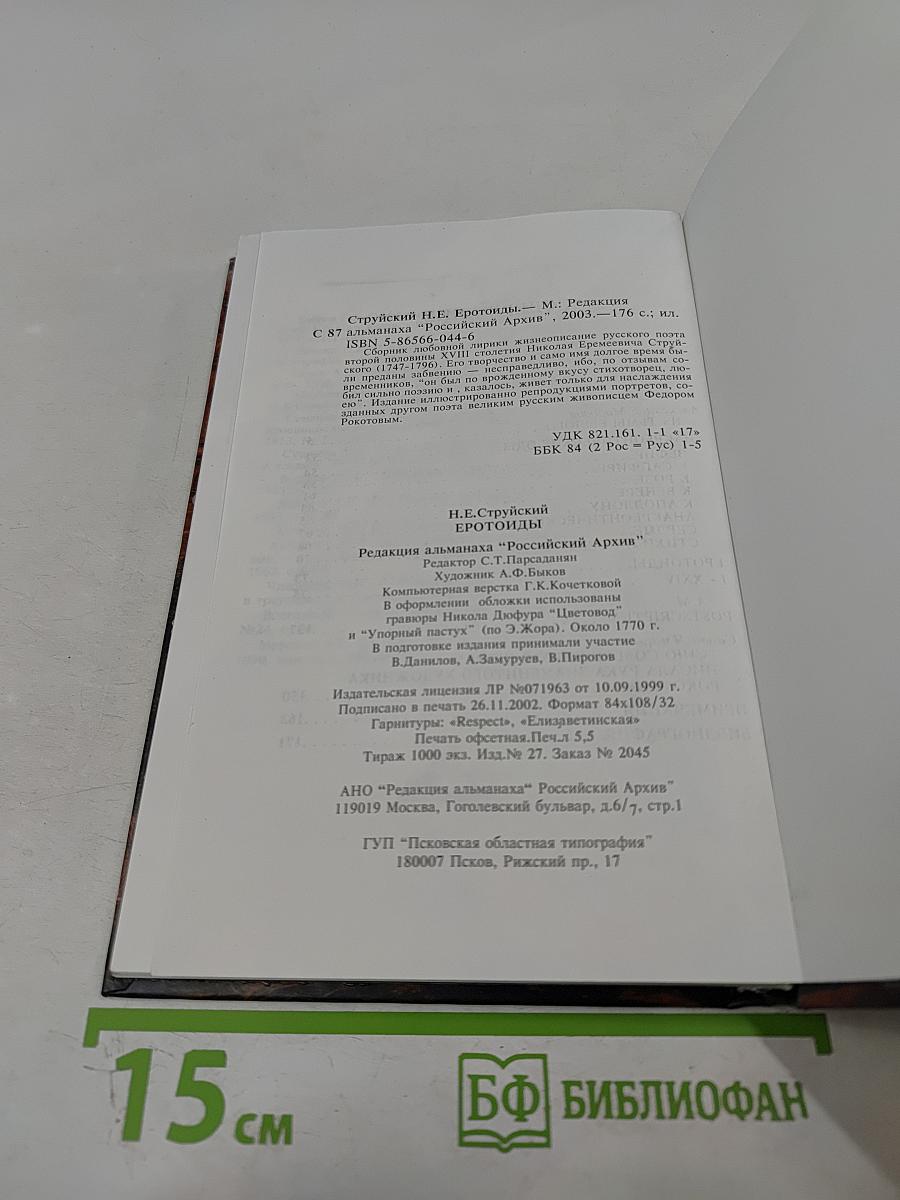 Струйский Н.Е. Еротоиды.— М.: Редакция
С 87 альманаха "Российский Архив", 2003.—176 с.; ил.
ISBN 5-86566-044-6
Сборник любовной лирики жизнеописание русского поэта
второй половины XVIII столетия Николая Еремеевича Струй-
ского (1747-1796). Его творчество и само имя долгое время бы-
ли преданы забвению — несправедливо, ибо, по отзывам со-
временников, "он был по врожденному вкусу стихотворец, лю-
бил сильно поэзию и , казалось, живет только для наслаждения
ею". Издание иллюстрированно репродукциями портретов, со-
зданных другом поэта великим русским живописцем Федором
Рокотовым.
УДК 821.161. 1-1 «17»
ББК 84 (2 Рос = Рус) 1-5
Н.Е.Струйский
ЕРОТОИДЫ
Редакция альманаха "Российский Архив"
Редактор С.Т.Парсаданян
Художник А.Ф.Быков
Компьютерная верстка Г.К.Кочетковой
В оформлении обложки использованы
гравюры Никола Дюфура "Цветовод"
и "Упорный пастух" (по Э.Жора). Около 1770 г.
В подготовке издания принимали участие
В.Данилов, А.Замуруев, В.Пирогов
Издательская лицензия ЛР №071963 от 10.09.1999 г.
Подписано в печать 26.11.2002. Формат 84х108/32
Гарнитуры: «Respect», «Елизаветинская»
Печать офсетная.Печ.л 5,5
Тираж 1000 экз. Изд.№ 27. Заказ № 2045
АНО "Редакция альманаха" Российский Архив"
119019 Москва, Гоголевский бульвар, д.6/7, стр.1
ГУП "Псковская областная типография"
180007 Псков, Рижский пр., 17
15 см
БФ БИБЛИОФАН